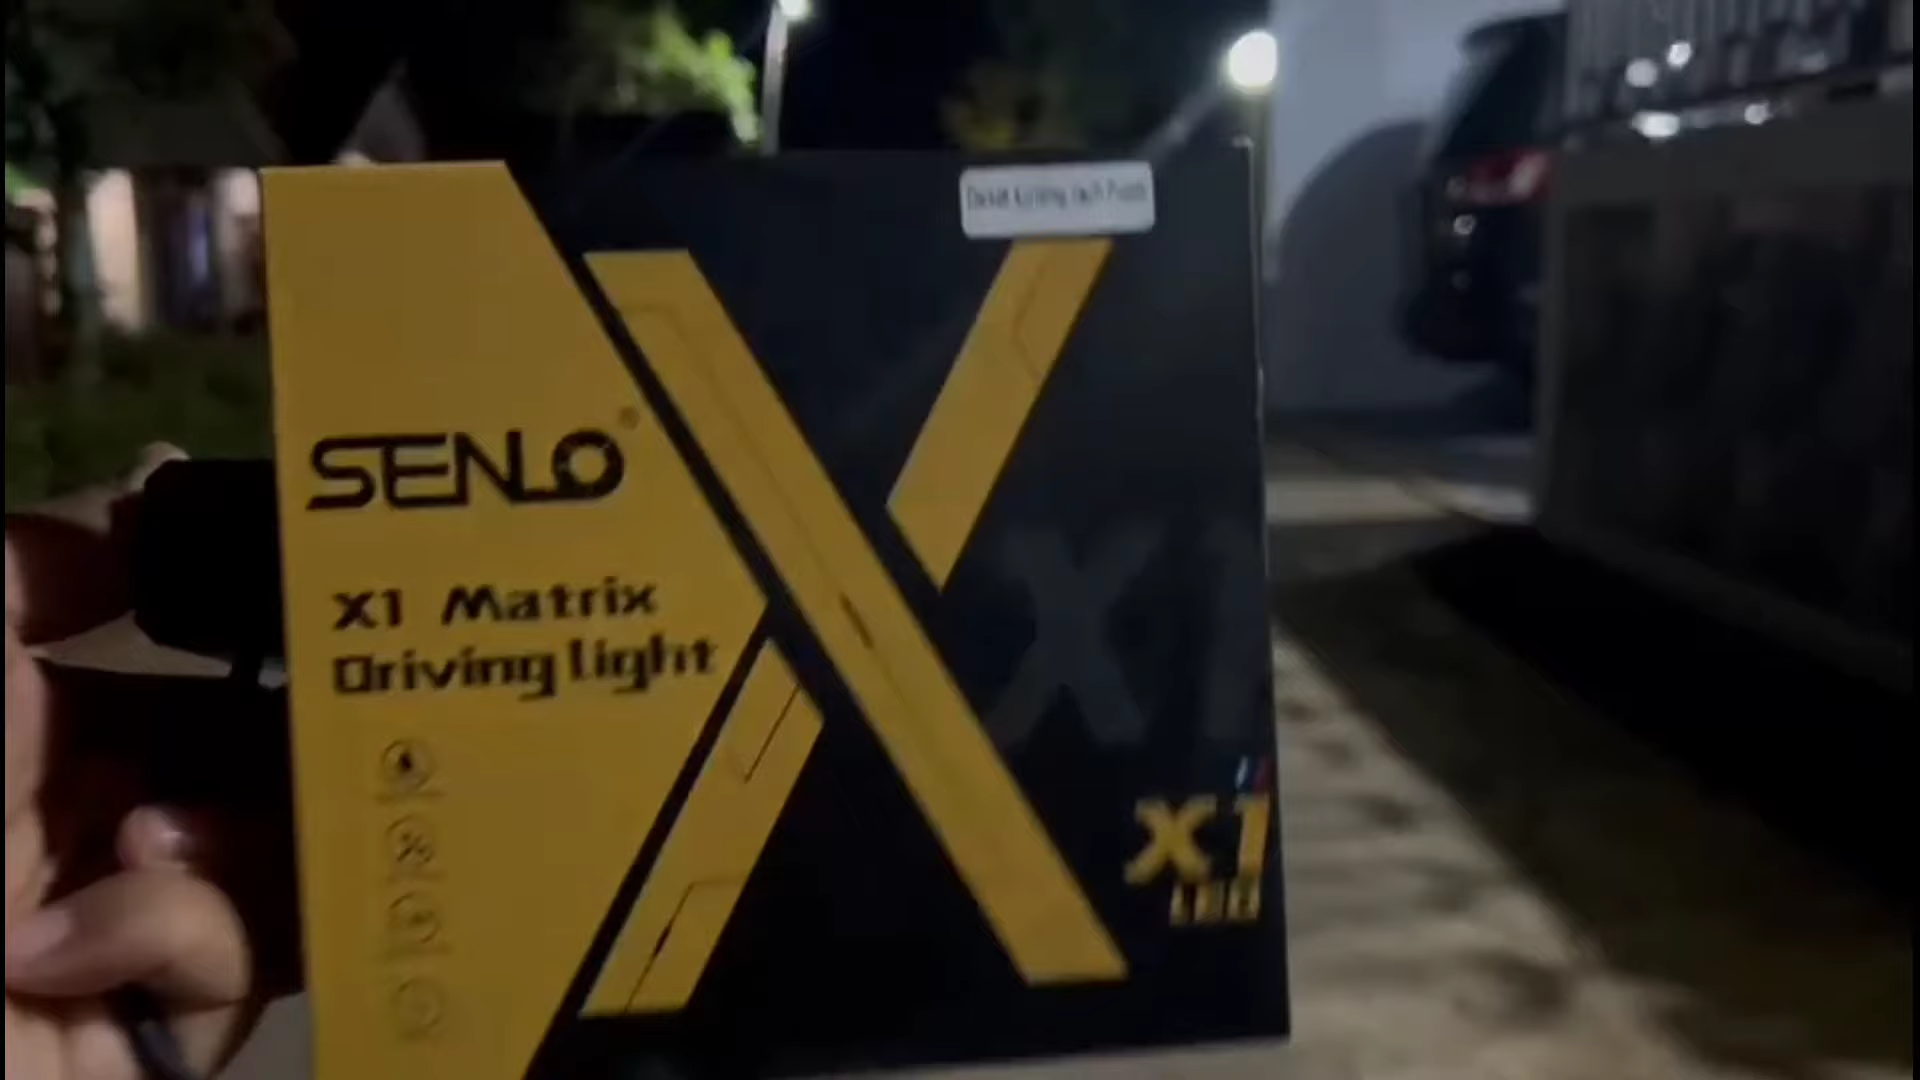 SENLO®
X1 Matrix
Driving light
X1
X1
LED